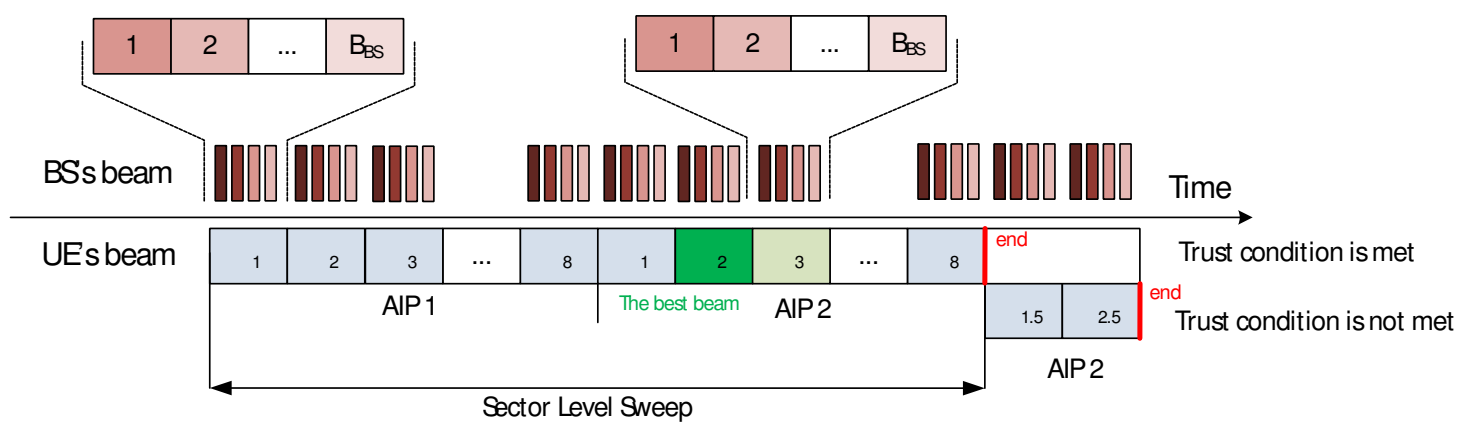 1 2 ... B_BS
1 2 ... B_BS
BS's beam
Time
UE's beam
1 2 3 ... 8 1 2 3 ... 8
end
Trust condition is met
AIP 1
The best beam
AIP 2
1.5 2.5
end
Trust condition is not met
AIP 2
Sector Level Sweep